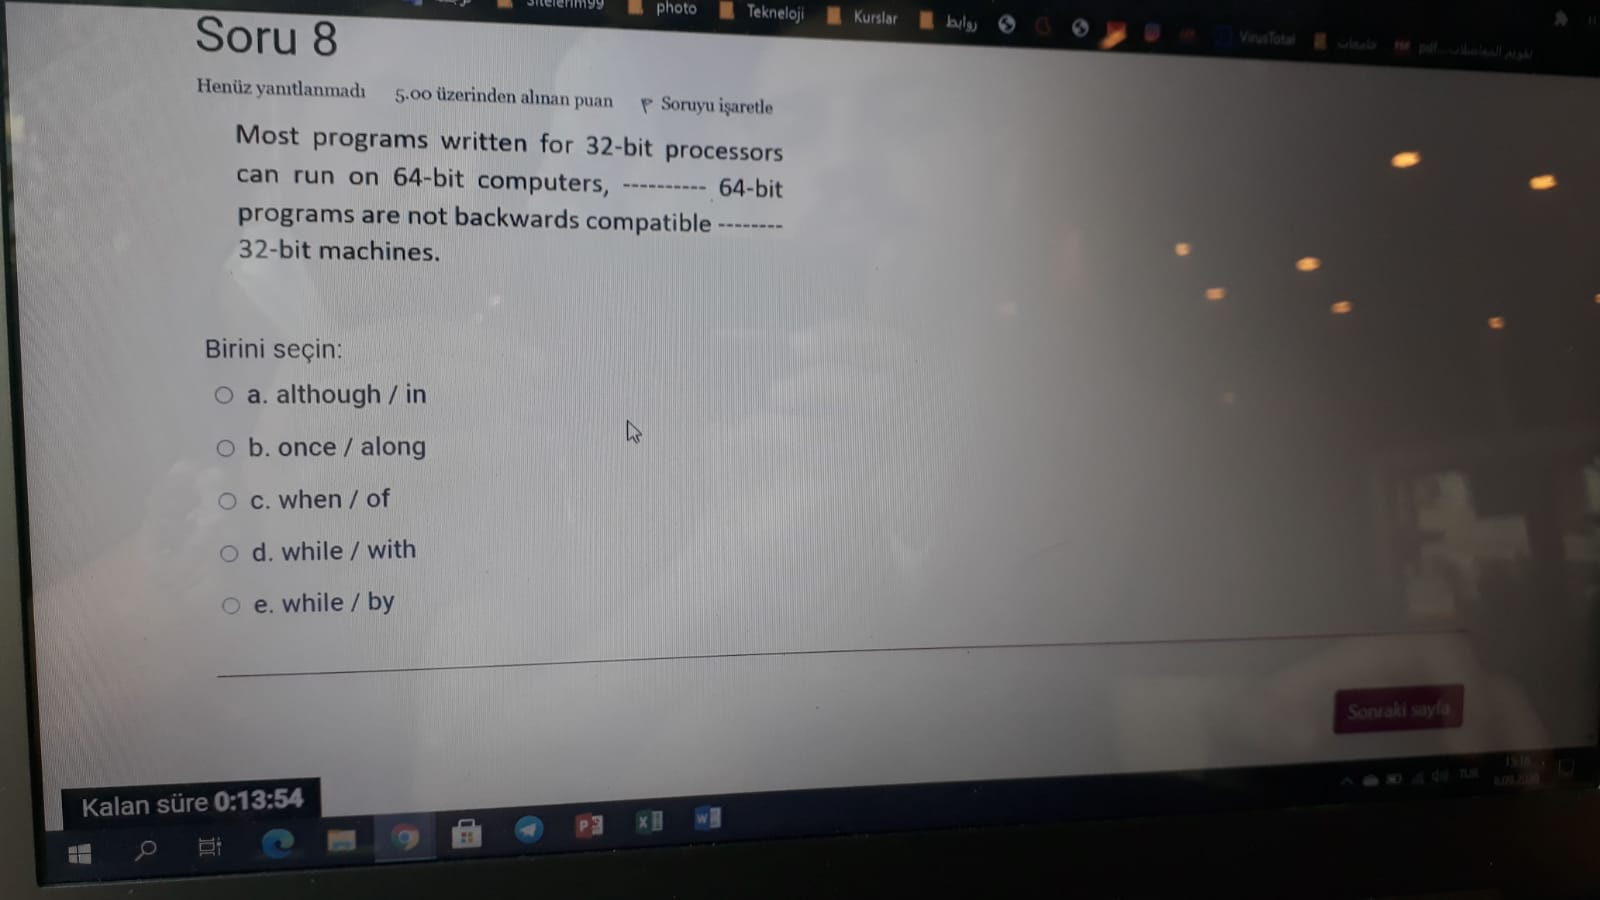 photo Tekneloji Kurslar روابط VirusTotal
Soru 8
Henüz yanıtlanmadı 5.00 üzerinden alınan puan Soruyu işaretle
Most programs written for 32-bit processors
can run on 64-bit computers, ---------- 64-bit
programs are not backwards compatible --------
32-bit machines.
Birini seçin:
a. although / in
b. once / along
c. when / of
d. while / with
e. while / by
Sonraki sayfa
Kalan süre 0:13:54
TUR